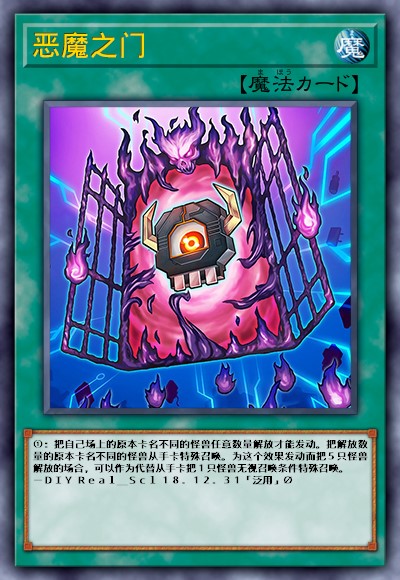 恶魔之门
魔
【魔法カード】
ま ほう
①：把自己场上的原本卡名不同的怪兽任意数量解放才能发动。把解放数
量的原本卡名不同的怪兽从手卡特殊召唤。为这个效果发动而把５只怪兽
解放的场合，可以作为代替从手卡把１只怪兽无视召唤条件特殊召唤。
－ＤＩＹ Ｒｅａｌ＿Ｓｃｌ １８．１２．３１「泛用」∅